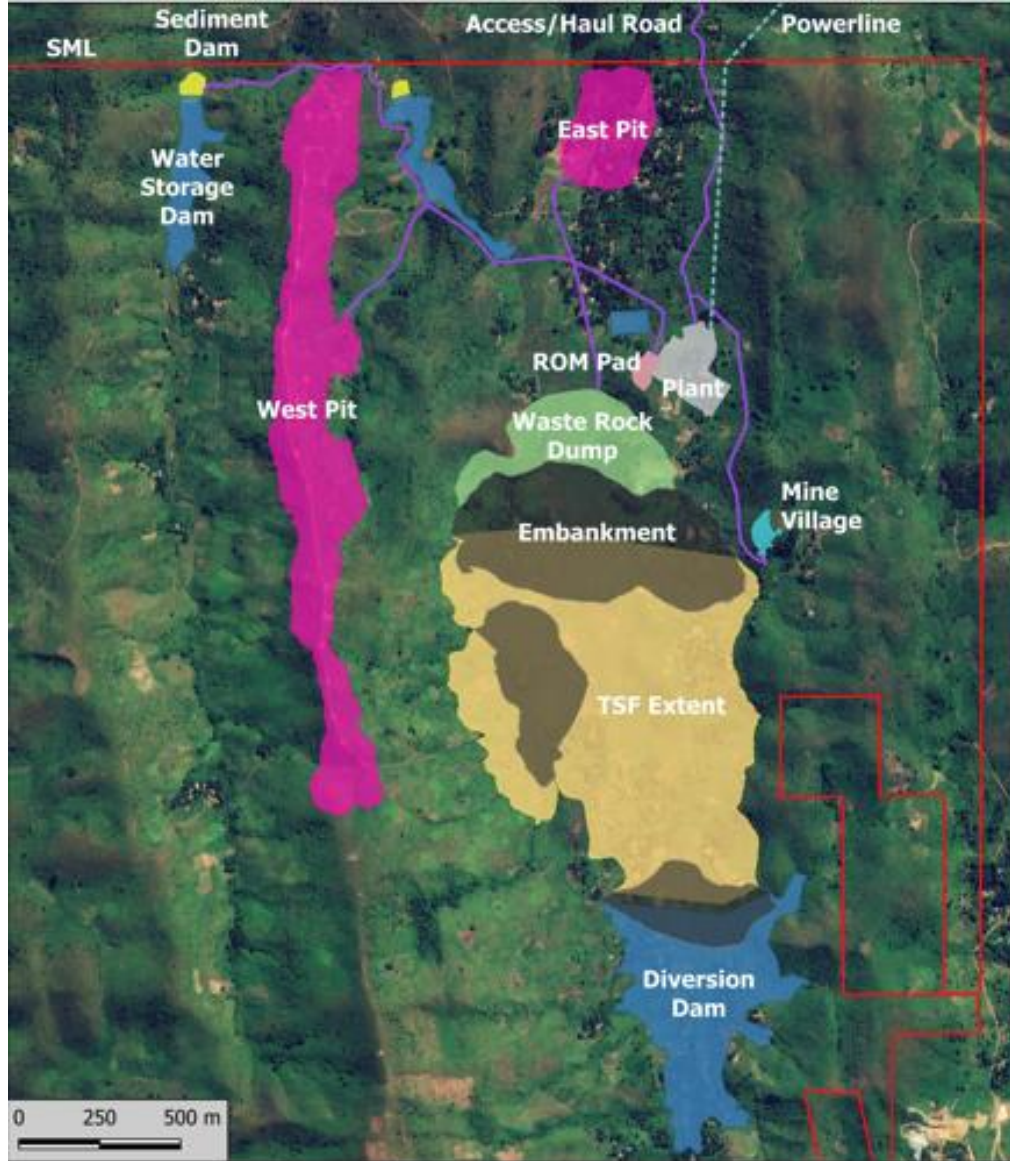 Sediment
Dam
Access/Haul Road
Powerline
SML
East Pit
Water
Storage
Dam
ROM Pad
Plant
West Pit
Waste Rock
Dump
Mine
Village
Embankment
TSF Extent
Diversion
Dam
0 250 500 m